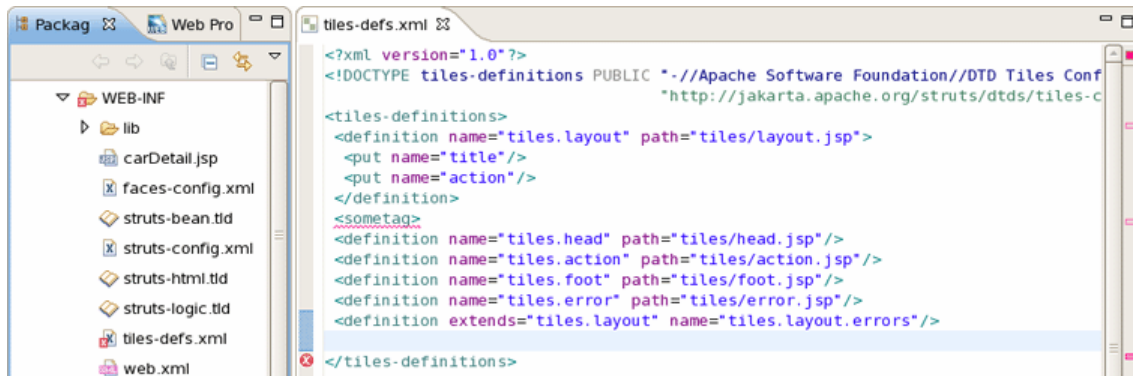 Packag
Web Pro
WEB-INF
lib
carDetail.jsp
faces-config.xml
struts-bean.tld
struts-config.xml
struts-html.tld
struts-logic.tld
tiles-defs.xml
web.xml
tiles-defs.xml
<?xml version="1.0"?>
<!DOCTYPE tiles-definitions PUBLIC "-//Apache Software Foundation//DTD Tiles Conf
"http://jakarta.apache.org/struts/dtds/tiles-c
<tiles-definitions>
<definition name="tiles.layout" path="tiles/layout.jsp">
<put name="title"/>
<put name="action"/>
</definition>
<sometag>
<definition name="tiles.head" path="tiles/head.jsp"/>
<definition name="tiles.action" path="tiles/action.jsp"/>
<definition name="tiles.foot" path="tiles/foot.jsp"/>
<definition name="tiles.error" path="tiles/error.jsp"/>
<definition extends="tiles.layout" name="tiles.layout.errors"/>
</tiles-definitions>